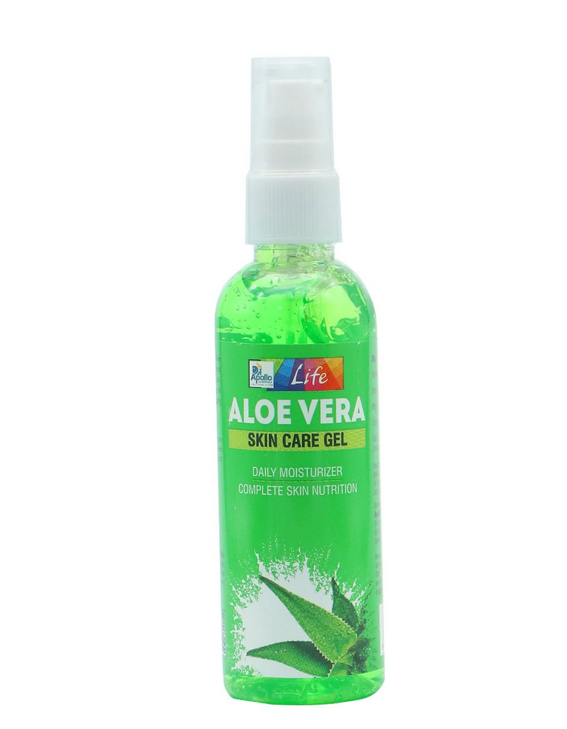 Apollo
Life
ALOE VERA
SKIN CARE GEL
DAILY MOISTURIZER
COMPLETE SKIN NUTRITION